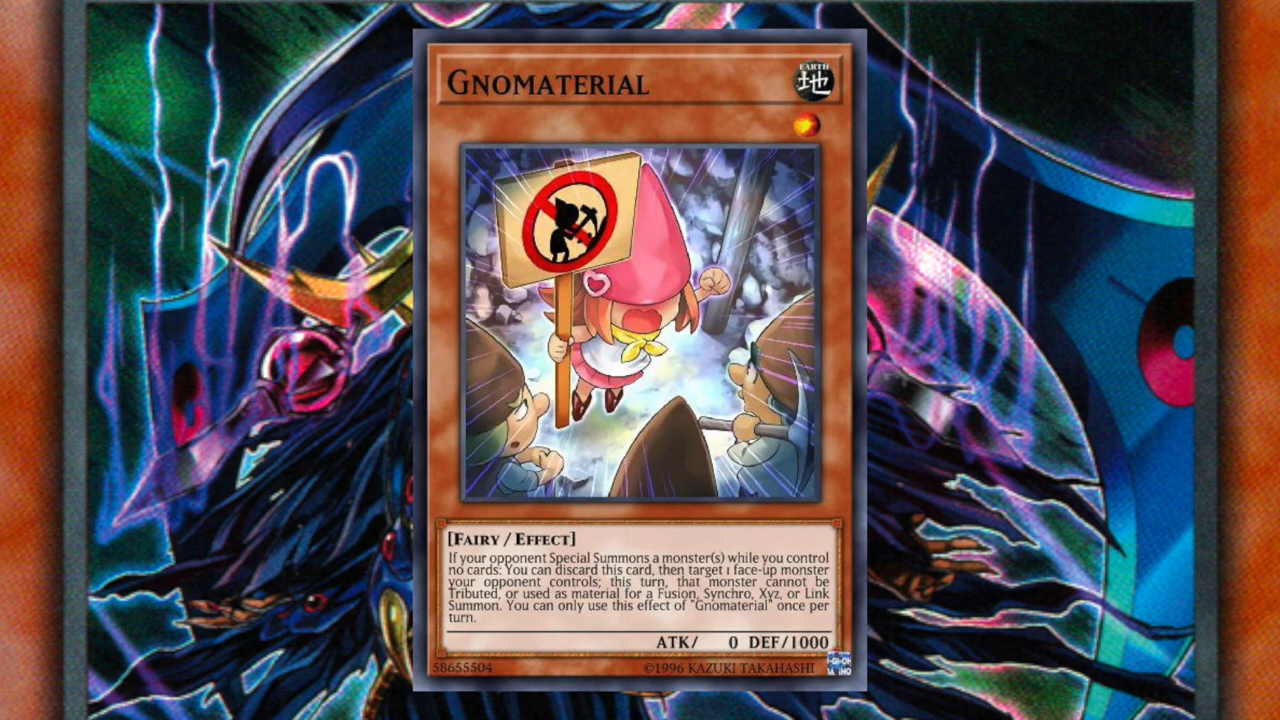 GNOMATERIAL
EARTH
地
[FAIRY / EFFECT]
If your opponent Special Summons a monster(s) while you control
no cards: You can discard this card, then target 1 face-up monster
your opponent controls; this turn, that monster cannot be
Tributed, or used as material for a Fusion, Synchro, Xyz, or Link
Summon. You can only use this effect of "Gnomaterial" once per
turn.
ATK/ 0 DEF/1000
58655504
©1996 KAZUKI TAKAHASHI